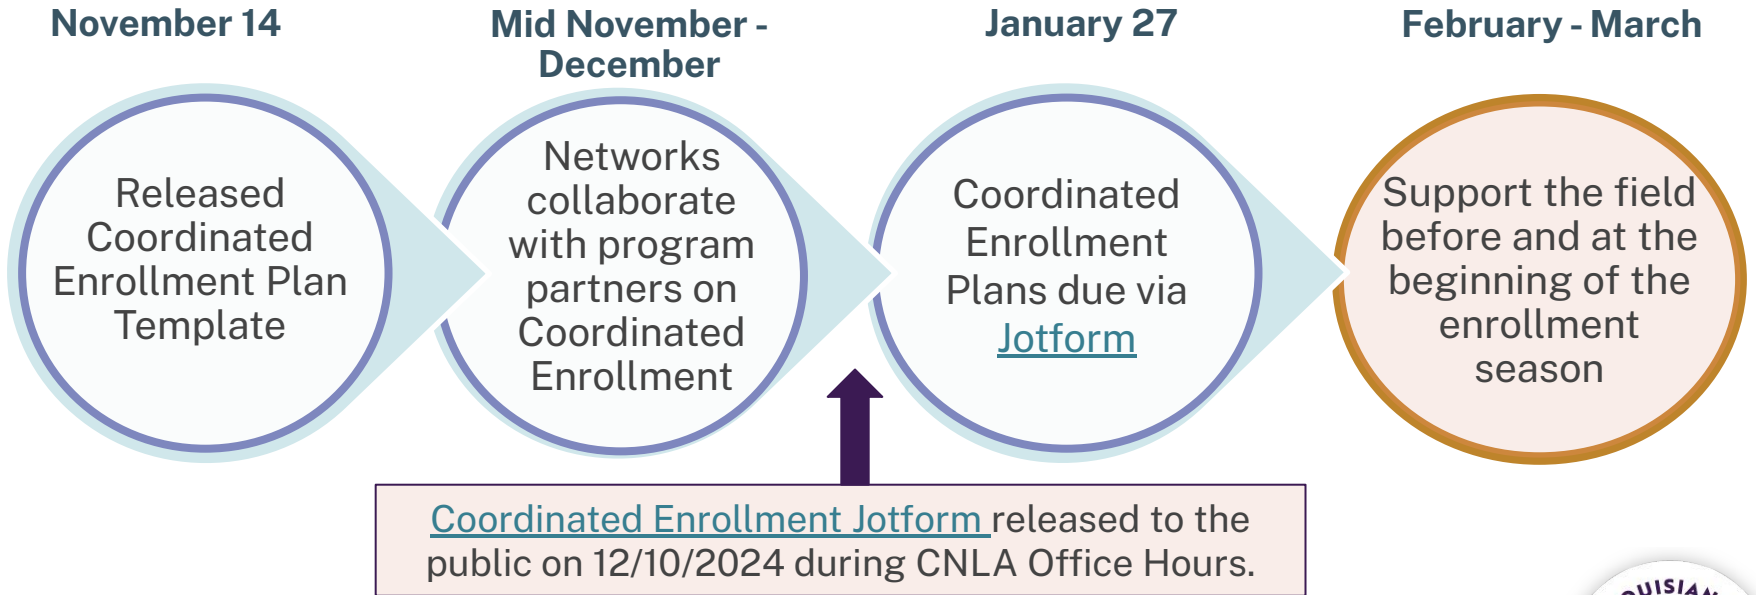 November 14
Mid November -
December
January 27
February - March
Released
Coordinated
Enrollment Plan
Template
Networks
collaborate
with program
partners on
Coordinated
Enrollment
Coordinated
Enrollment
Plans due via
Jotform
Support the field
before and at the
beginning of the
enrollment
season
Coordinated Enrollment Jotform released to the
public on 12/10/2024 during CNLA Office Hours.